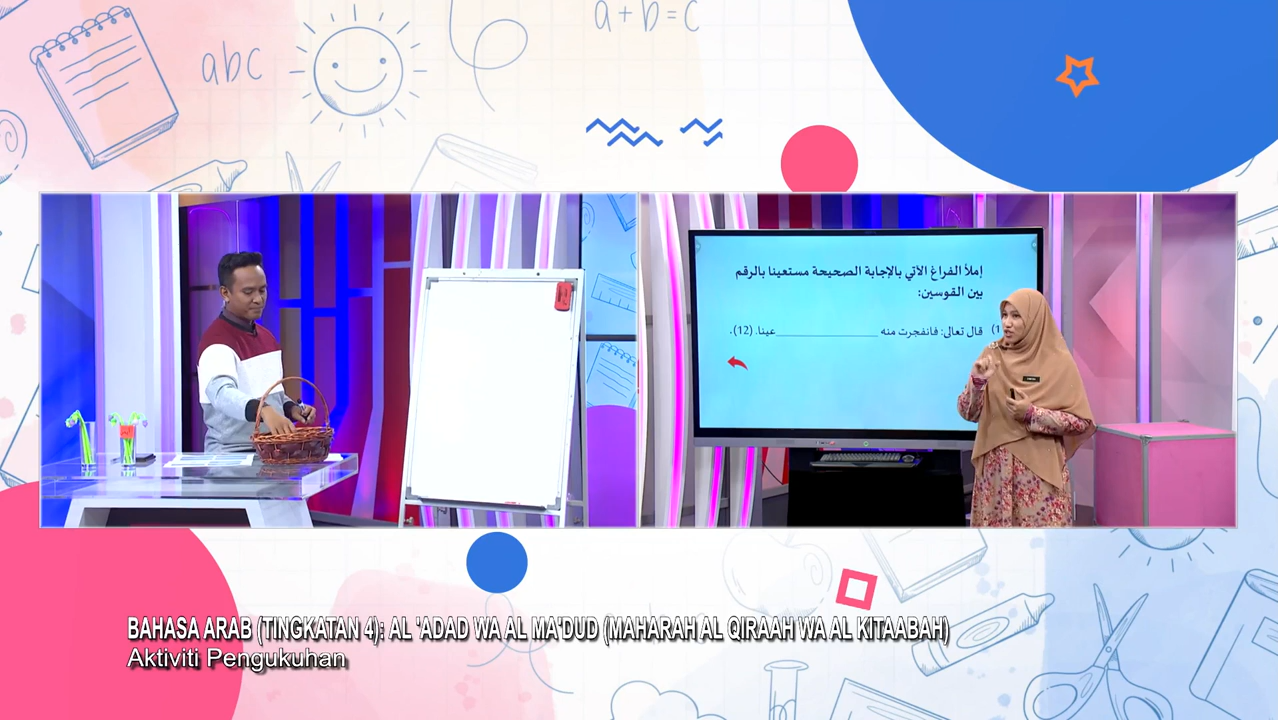 abc
a+b=c
إملأ الفراغ الآتي بالإجابة الصحيحة مستعينا بالرقم
بين القوسين:
1) قال تعالى: فانفجرت منه ________________ عينا. (12).
BAHASA ARAB (TINGKATAN 4): AL 'ADAD WA AL MA'DUD (MAHARAH AL QIRAAH WA AL KITAABAH)
Aktiviti Pengukuhan